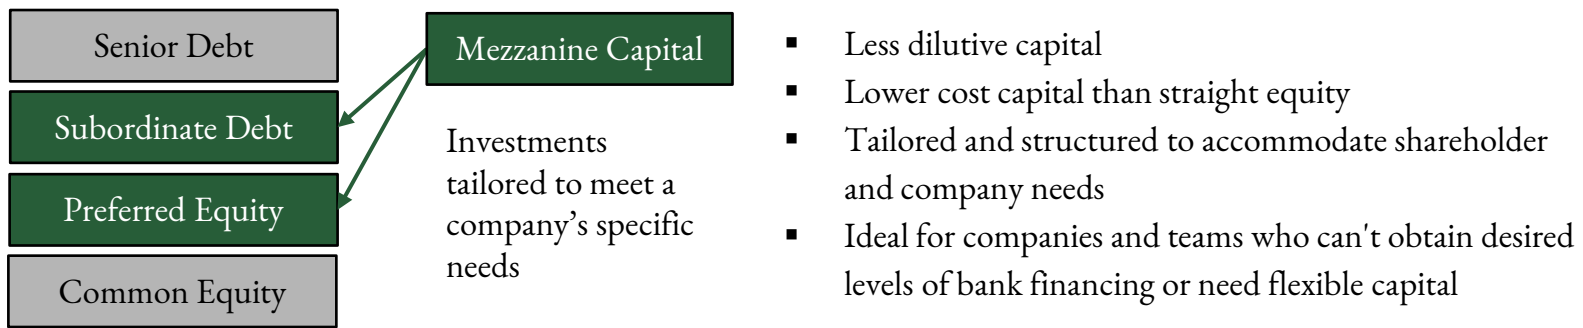 Senior Debt
Subordinate Debt
Preferred Equity
Common Equity
Mezzanine Capital
Investments
tailored to meet a
company’s specific
needs
▪ Less dilutive capital
▪ Lower cost capital than straight equity
▪ Tailored and structured to accommodate shareholder
and company needs
▪ Ideal for companies and teams who can't obtain desired
levels of bank financing or need flexible capital